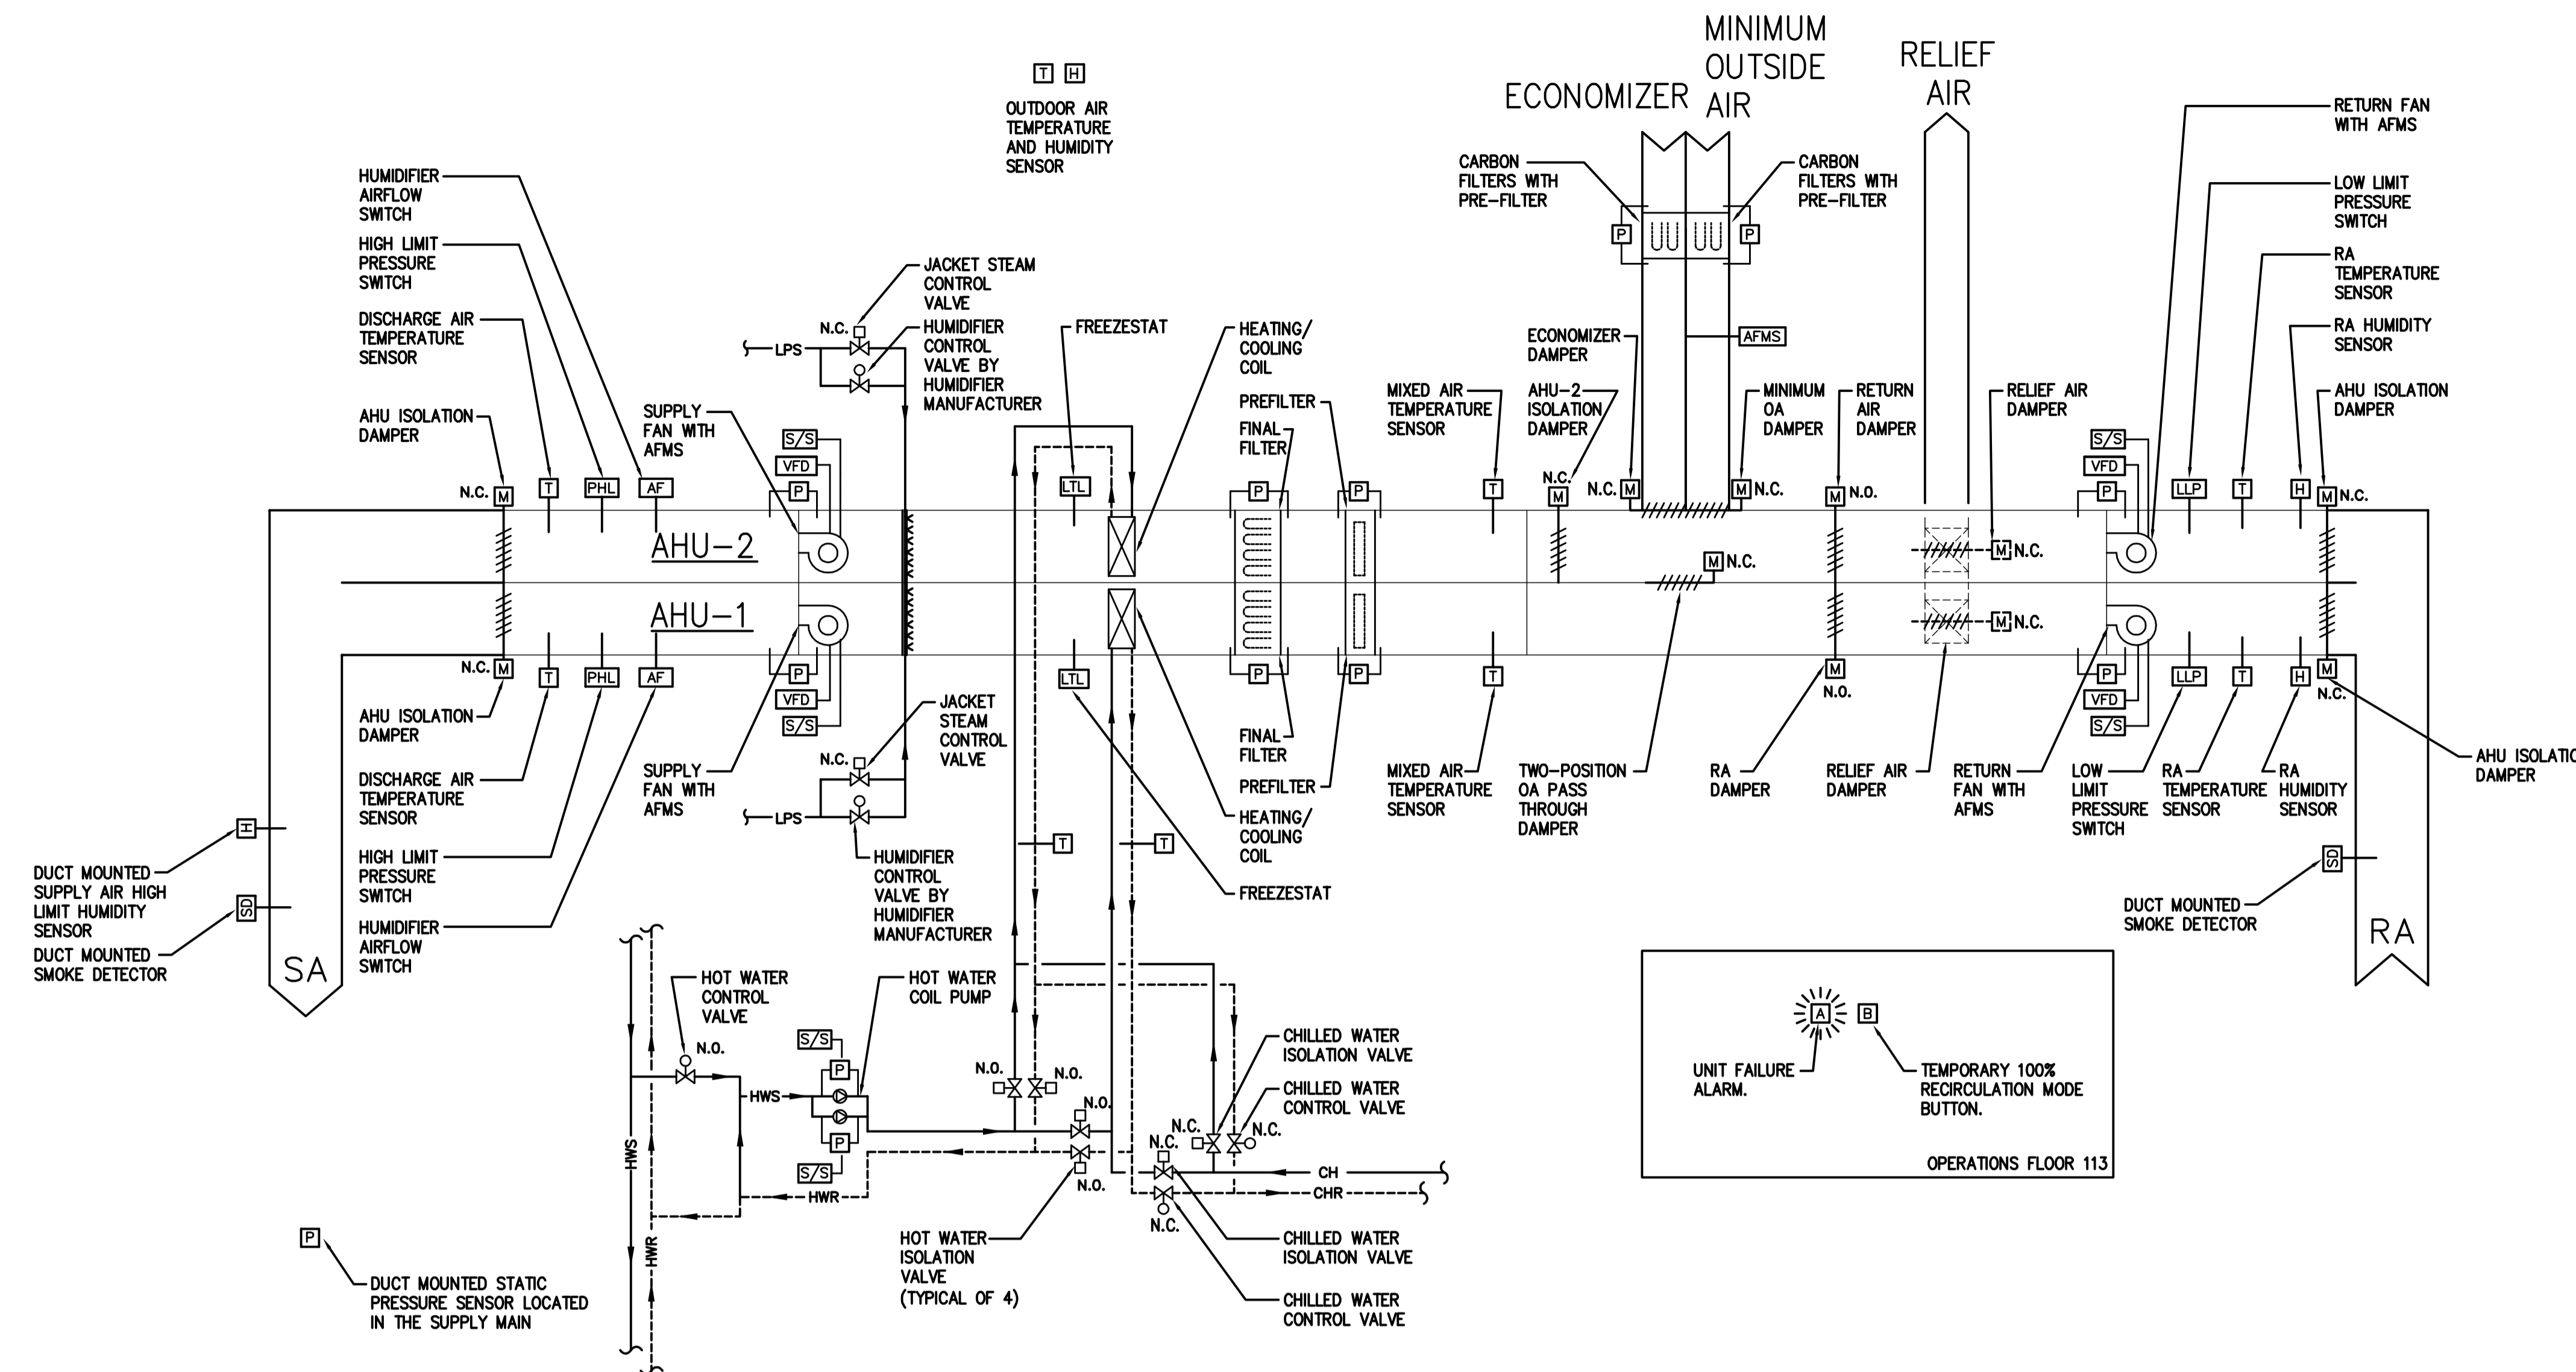 MINIMUM
OUTSIDE
AIR
ECONOMIZER
RELIEF
AIR
T H
OUTDOOR AIR
TEMPERATURE
AND HUMIDITY
SENSOR
RETURN FAN
WITH AFMS
LOW LIMIT
PRESSURE
SWITCH
RA
TEMPERATURE
SENSOR
RA HUMIDITY
SENSOR
AHU ISOLATION
DAMPER
CARBON
FILTERS WITH
PRE-FILTER
CARBON
FILTERS WITH
PRE-FILTER
P
P
AFMS
HUMIDIFIER
AIRFLOW
SWITCH
HIGH LIMIT
PRESSURE
SWITCH
DISCHARGE AIR
TEMPERATURE
SENSOR
AHU ISOLATION
DAMPER
SUPPLY
FAN WITH
AFMS
JACKET STEAM
CONTROL
VALVE
N.C.
LPS
HUMIDIFIER
CONTROL
VALVE BY
HUMIDIFIER
MANUFACTURER
FREEZESTAT
HEATING/
COOLING
COIL
PREFILTER
FINAL
FILTER
MIXED AIR
TEMPERATURE
SENSOR
ECONOMIZER
DAMPER
AHU-2
ISOLATION
DAMPER
MINIMUM
OA
DAMPER
RETURN
AIR
DAMPER
RELIEF AIR
DAMPER
S/S
VFD
P
S/S
VFD
P
N.C. M
T
PHL
AF
LTL
P
P
T
N.C.
M
N.C. M
M N.C.
M N.O.
LLP
T
H
M N.C.
AHU-2
M N.C.
M N.C.
AHU-1
M N.C.
N.C. M
T
PHL
AF
P
VFD
S/S
LTL
P
P
T
M
N.O.
P
VFD
S/S
LLP
T
H
M
N.C.
AHU ISOLATION
DAMPER
DISCHARGE AIR
TEMPERATURE
SENSOR
HIGH LIMIT
PRESSURE
SWITCH
HUMIDIFIER
AIRFLOW
SWITCH
SUPPLY
FAN WITH
AFMS
JACKET
STEAM
CONTROL
VALVE
N.C.
LPS
HUMIDIFIER
CONTROL
VALVE BY
HUMIDIFIER
MANUFACTURER
T
T
FINAL
FILTER
PREFILTER
HEATING/
COOLING
COIL
FREEZESTAT
MIXED AIR
TEMPERATURE
SENSOR
TWO-POSITION
OA PASS
THROUGH
DAMPER
RA
DAMPER
RELIEF AIR
DAMPER
RETURN
FAN WITH
AFMS
LOW
LIMIT
PRESSURE
SWITCH
RA
TEMPERATURE
SENSOR
RA
HUMIDITY
SENSOR
AHU ISOLATIO
DAMPER
H
DUCT MOUNTED
SUPPLY AIR HIGH
LIMIT HUMIDITY
SENSOR
SD
DUCT MOUNTED
SMOKE DETECTOR
SA
SD
DUCT MOUNTED
SMOKE DETECTOR
RA
HOT WATER
CONTROL
VALVE
N.O.
HOT WATER
COIL PUMP
S/S
P
HWS
P
S/S
HWR
HWS
HWR
N.O.
N.O.
N.O.
N.O.
HOT WATER
ISOLATION
VALVE
(TYPICAL OF 4)
CHILLED WATER
ISOLATION VALVE
CHILLED WATER
CONTROL VALVE
N.C.
N.C.
N.C.
N.C.
CH
CHR
CHILLED WATER
ISOLATION VALVE
CHILLED WATER
CONTROL VALVE
A
B
UNIT FAILURE
ALARM.
TEMPORARY 100%
RECIRCULATION MODE
BUTTON.
OPERATIONS FLOOR 113
P
DUCT MOUNTED STATIC
PRESSURE SENSOR LOCATED
IN THE SUPPLY MAIN